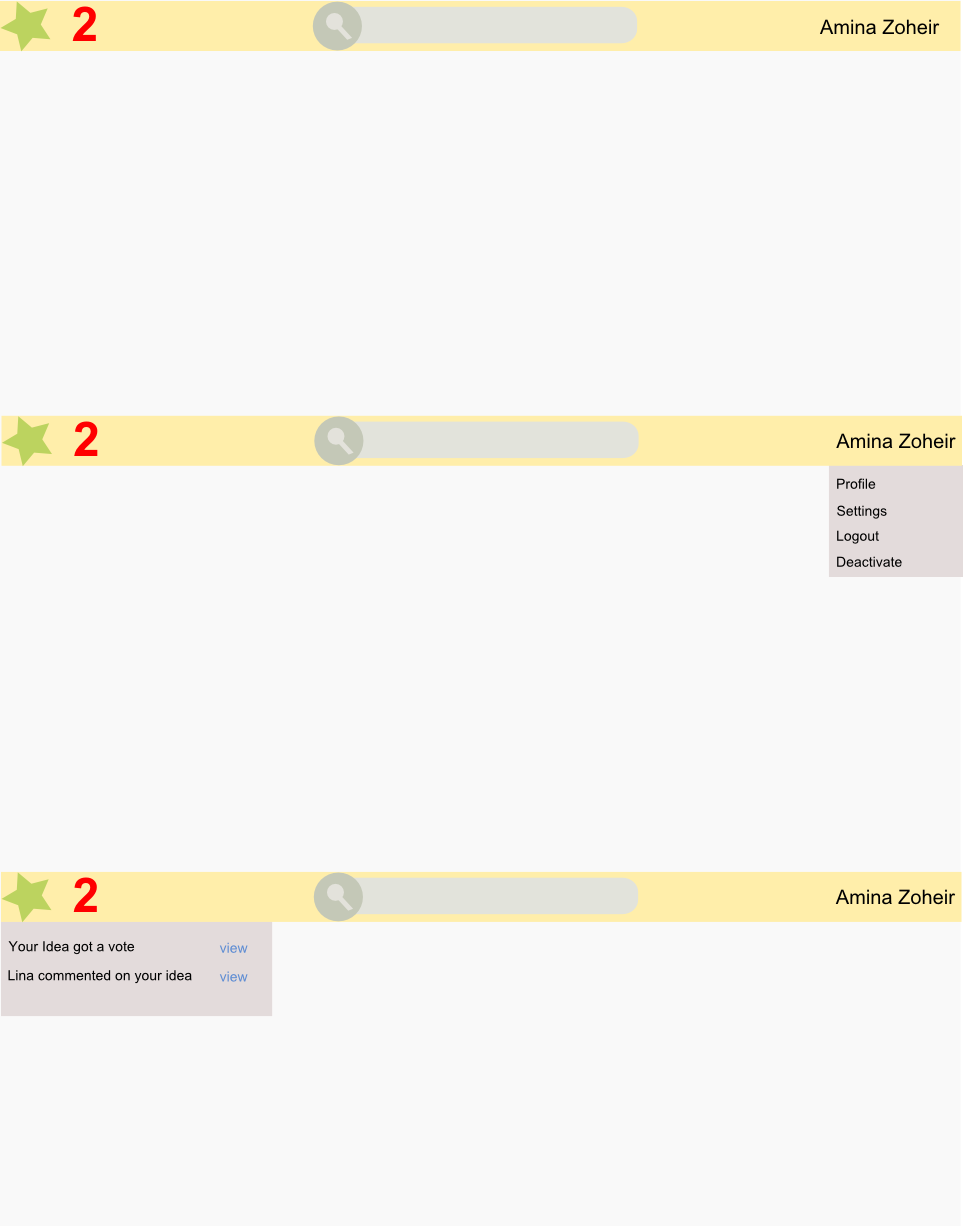 2 Amina Zoheir
2 Amina Zoheir
Profile
Settings
Logout
Deactivate
2 Amina Zoheir
Your Idea got a vote view
Lina commented on your idea view